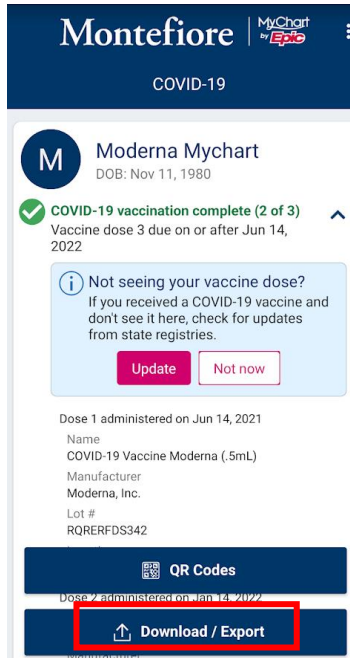 Montefiore | MyChart
by Epic
COVID-19
M
Moderna Mychart
DOB: Nov 11, 1980
COVID-19 vaccination complete (2 of 3)
Vaccine dose 3 due on or after Jun 14,
2022
Not seeing your vaccine dose?
If you received a COVID-19 vaccine and
don't see it here, check for updates
from state registries.
Update Not now
Dose 1 administered on Jun 14, 2021
Name
COVID-19 Vaccine Moderna (.5mL)
Manufacturer
Moderna, Inc.
Lot #
RQRERFDS342
QR Codes
Dose 2 administered on Jan 14, 2022
Download / Export
Manufacturer